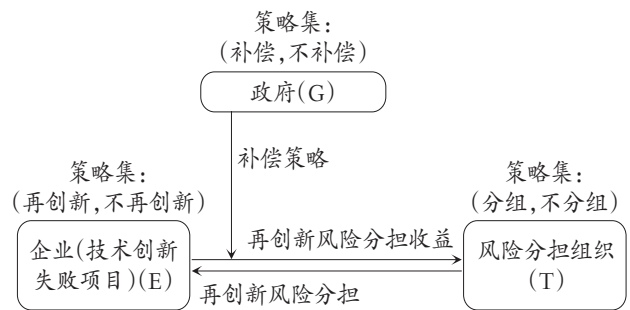 策略集：
(补偿,不补偿)
政府(G)
补偿策略
策略集：
(再创新,不再创新)
企业(技术创新
失败项目)(E)
策略集：
(分组,不分组)
风险分担组织
(T)
再创新风险分担收益
再创新风险分担